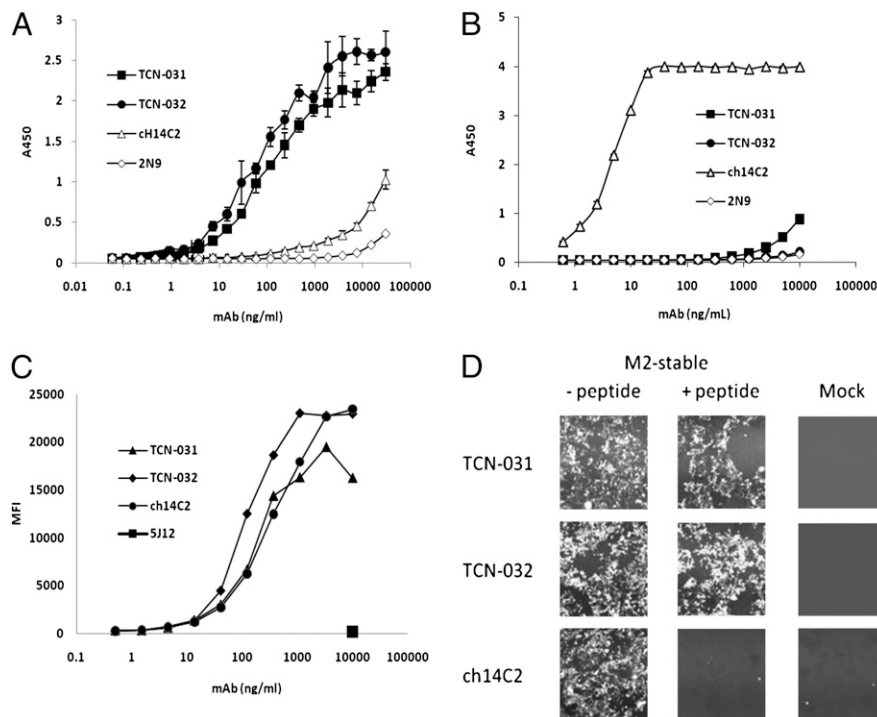 A
3
2.5
2
1.5
1
0.5
0
A450
TCN-031
TCN-032
cH14C2
2N9
0.01 0.1 1 10 100 1000 10000 100000
mAb (ng/ml)
B
5
4
3
2
1
0
A450
TCN-031
TCN-032
ch14C2
2N9
0.1 1 10 100 1000 10000 100000
mAb (ng/mL)
C
25000
20000
15000
10000
5000
0
MFI
TCN-031
TCN-032
ch14C2
5J12
0.1 1 10 100 1000 10000 100000
mAb (ng/ml)
D
M2-stable
- peptide + peptide Mock
TCN-031
TCN-032
ch14C2